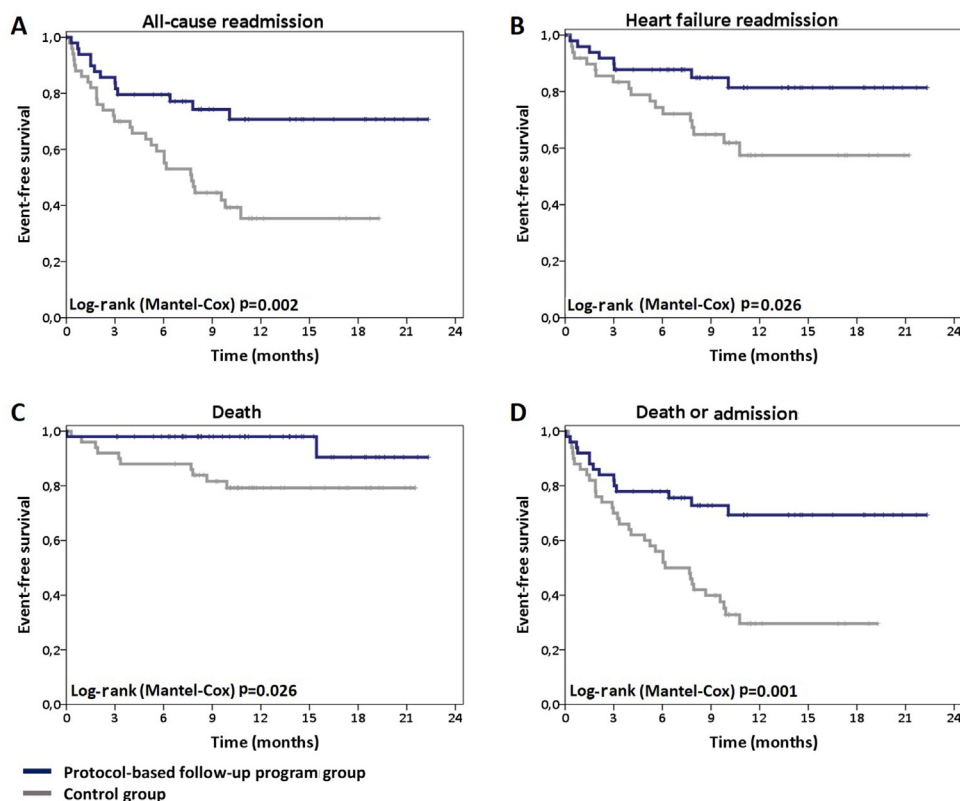 A
All-cause readmission
1,0
0,8
0,6
0,4
0,2
0,0
Event-free survival
Log-rank (Mantel-Cox) p=0.002
0 3 6 9 12 15 18 21 24
Time (months)
B
Heart failure readmission
1,0
0,8
0,6
0,4
0,2
0,0
Event-free survival
Log-rank (Mantel-Cox) p=0.026
0 3 6 9 12 15 18 21 24
Time (months)
C
Death
1,0
0,8
0,6
0,4
0,2
0,0
Event-free survival
Log-rank (Mantel-Cox) p=0.026
0 3 6 9 12 15 18 21 24
Time (months)
D
Death or admission
1,0
0,8
0,6
0,4
0,2
0,0
Event-free survival
Log-rank (Mantel-Cox) p=0.001
0 3 6 9 12 15 18 21 24
Time (months)
Protocol-based follow-up program group
Control group